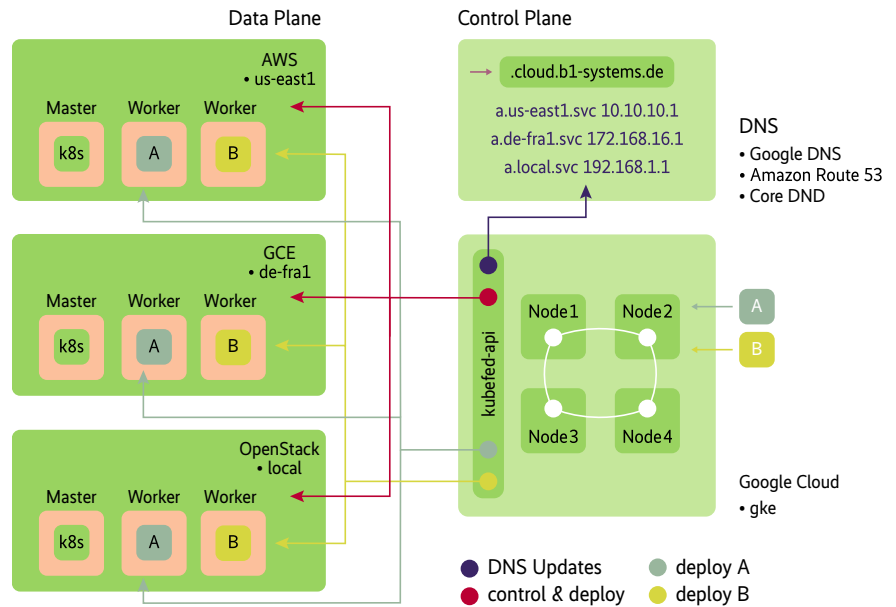 Data Plane
AWS
• us-east1
Master Worker Worker
k8s A B
GCE
• de-fra1
Master Worker Worker
k8s A B
OpenStack
• local
Master Worker Worker
k8s A B
Control Plane
.cloud.b1-systems.de
a.us-east1.svc 10.10.10.1
a.de-fra1.svc 172.168.16.1
a.local.svc 192.168.1.1
DNS
• Google DNS
• Amazon Route 53
• Core DND
kubefed-api
Node1 Node2
Node3 Node4
A
B
Google Cloud
• gke
DNS Updates
control & deploy
deploy A
deploy B